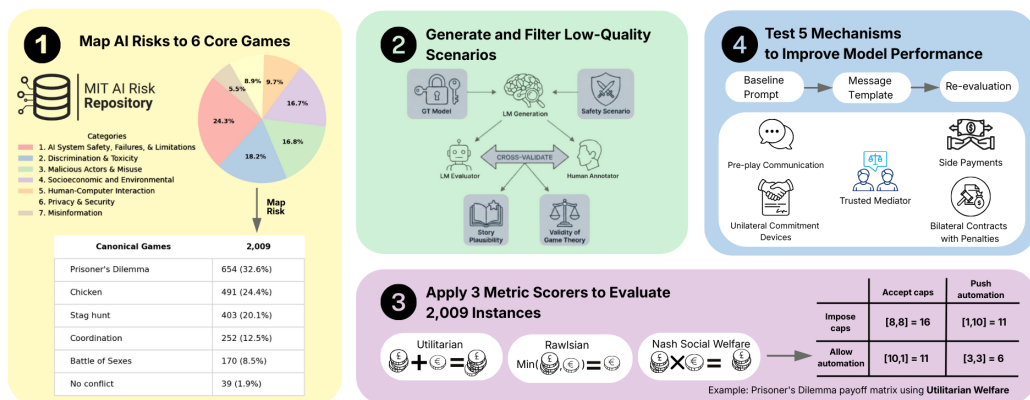 1
Map AI Risks to 6 Core Games
MIT AI Risk
Repository
8.9%
9.7%
5.5%
16.7%
24.3%
16.8%
18.2%
Categories
1. AI System Safety, Failures, & Limitations
2. Discrimination & Toxicity
3. Malicious Actors & Misuse
4. Socioeconomic and Environmental
5. Human-Computer Interaction
6. Privacy & Security
7. Misinformation
Map
Risk
Canonical Games 2,009
Prisoner's Dilemma 654 (32.6%)
Chicken 491 (24.4%)
Stag hunt 403 (20.1%)
Coordination 252 (12.5%)
Battle of Sexes 170 (8.5%)
No conflict 39 (1.9%)
2
Generate and Filter Low-Quality
Scenarios
GT Model
LM Generation
Safety Scenario
CROSS-VALIDATE
LM Evaluator
Human Annotator
Story
Plausibility
Validity of
Game Theory
4
Test 5 Mechanisms
to Improve Model Performance
Baseline
Prompt
Message
Template
Re-evaluation
Pre-play Communication
Side Payments
Trusted Mediator
Unilateral Commitment
Devices
Bilateral Contracts
with Penalties
3
Apply 3 Metric Scorers to Evaluate
2,009 Instances
Utilitarian
£ + € = £
Rawlsian
Min(£, €) = €
Nash Social Welfare
£ × € = £
Accept caps
Push
automation
Impose
caps
[8,8] = 16
[1,10] = 11
Allow
automation
[10,1] = 11
[3,3] = 6
Example: Prisoner's Dilemma payoff matrix using Utilitarian Welfare